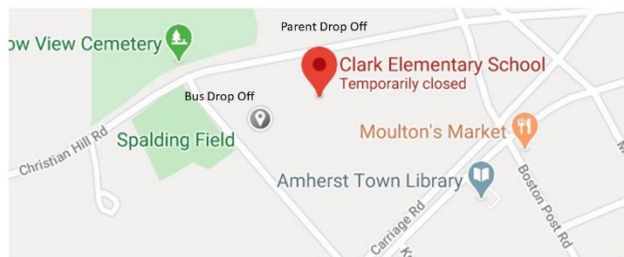 Parent Drop Off
ow View Cemetery
Clark Elementary School
Temporarily closed
Bus Drop Off
Moulton's Market
Spalding Field
Christian Hill Rd
Amherst Town Library
Carriage Rd
Boston Post Rd